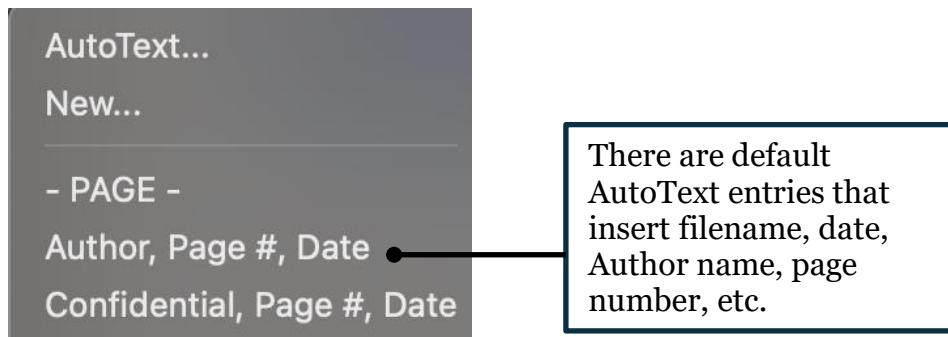 AutoText...
New...
- PAGE -
Author, Page #, Date
Confidential, Page #, Date
There are default
AutoText entries that
insert filename, date,
Author name, page
number, etc.